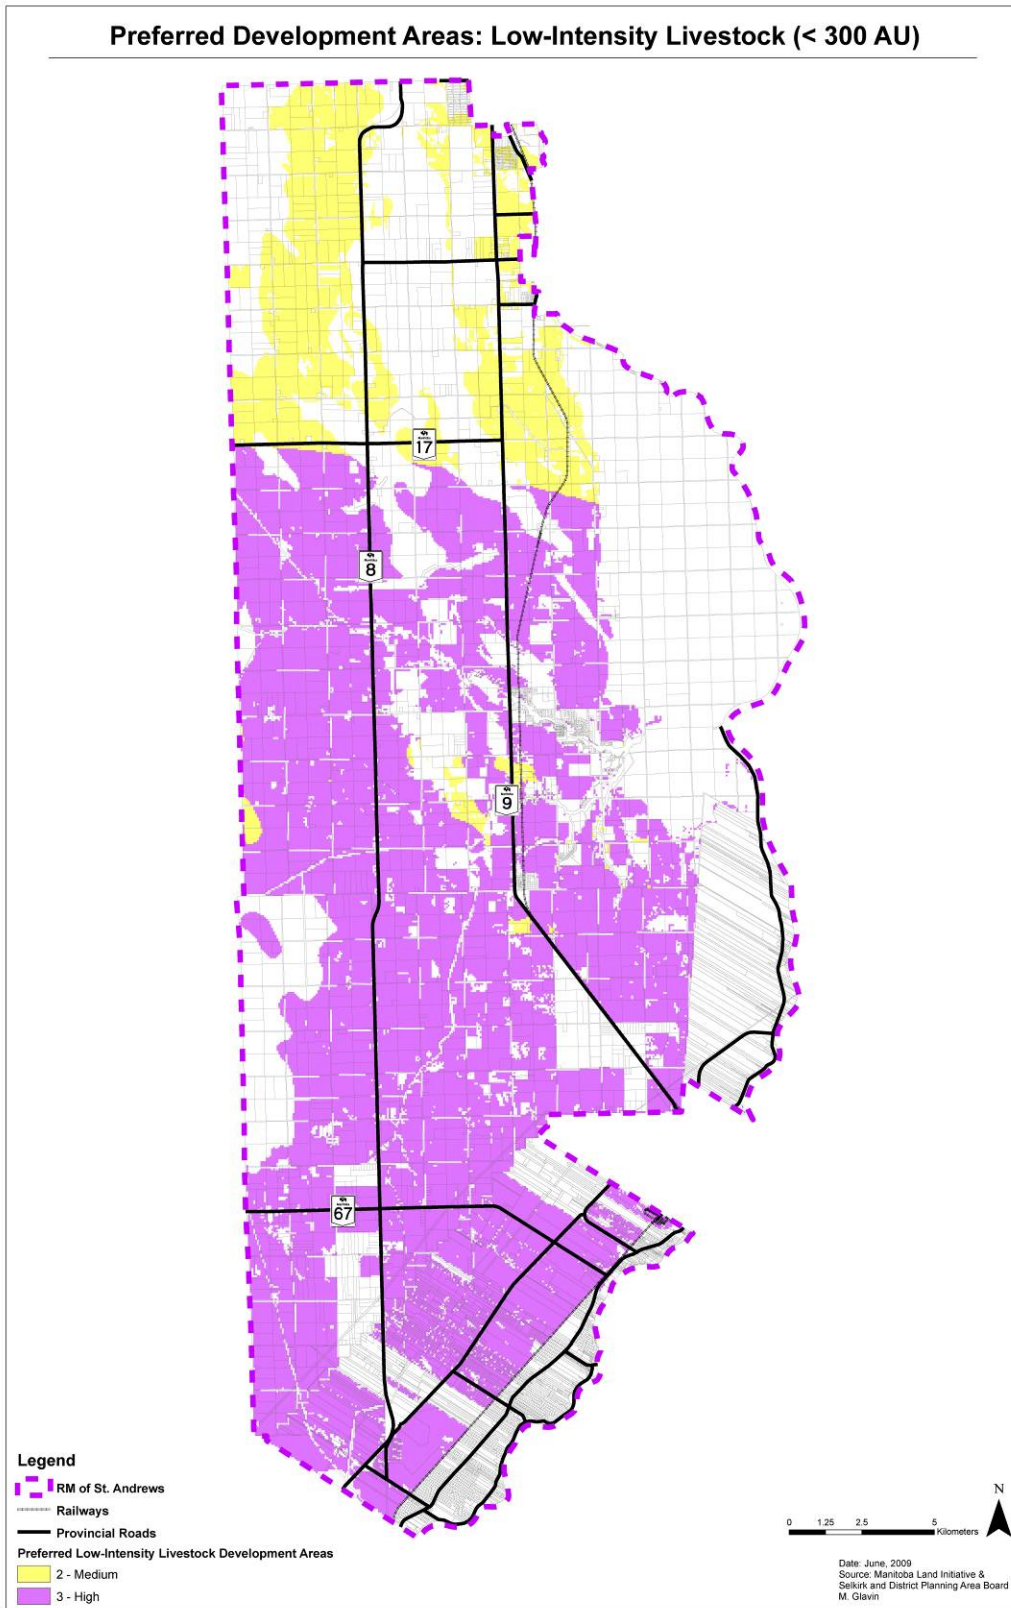 Preferred Development Areas: Low-Intensity Livestock (< 300 AU)
17
8
9
67
Legend
RM of St. Andrews
Railways
Provincial Roads
Preferred Low-Intensity Livestock Development Areas
2 - Medium
3 - High
N
0 1.25 2.5 5
Kilometers
Date: June, 2009
Source: Manitoba Land Initiative &
Selkirk and District Planning Area Board
M. Glavin